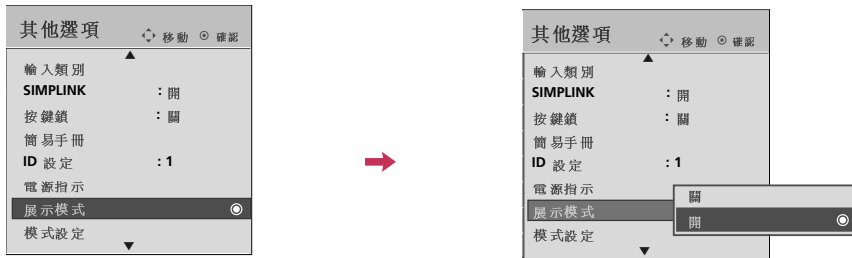 其他選項 移動 確認
輸入類別
SIMPLINK : 開
按鍵鎖 : 關
簡易手冊
ID 設定 : 1
電源指示
展示模式
模式設定
其他選項 移動 確認
輸入類別
SIMPLINK : 開
按鍵鎖 : 關
簡易手冊
ID 設定 : 1
電源指示
展示模式
模式設定
關
開